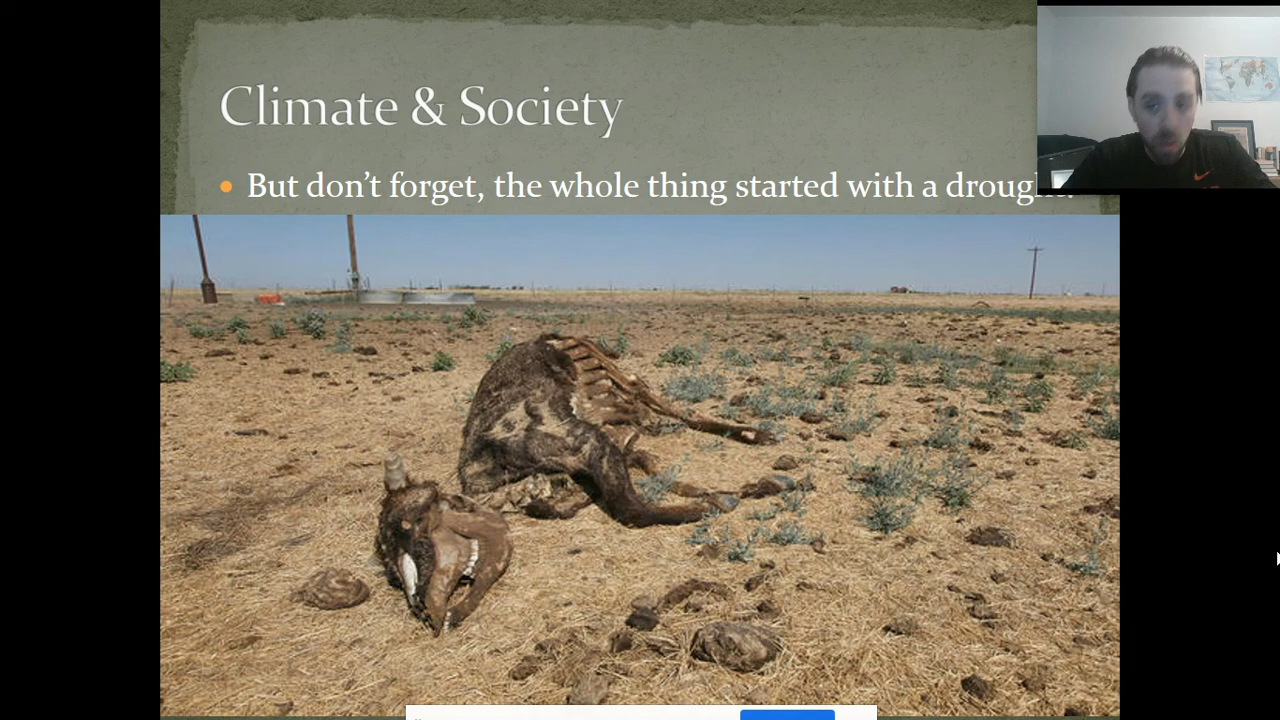 Climate & Society
But don't forget, the whole thing started with a